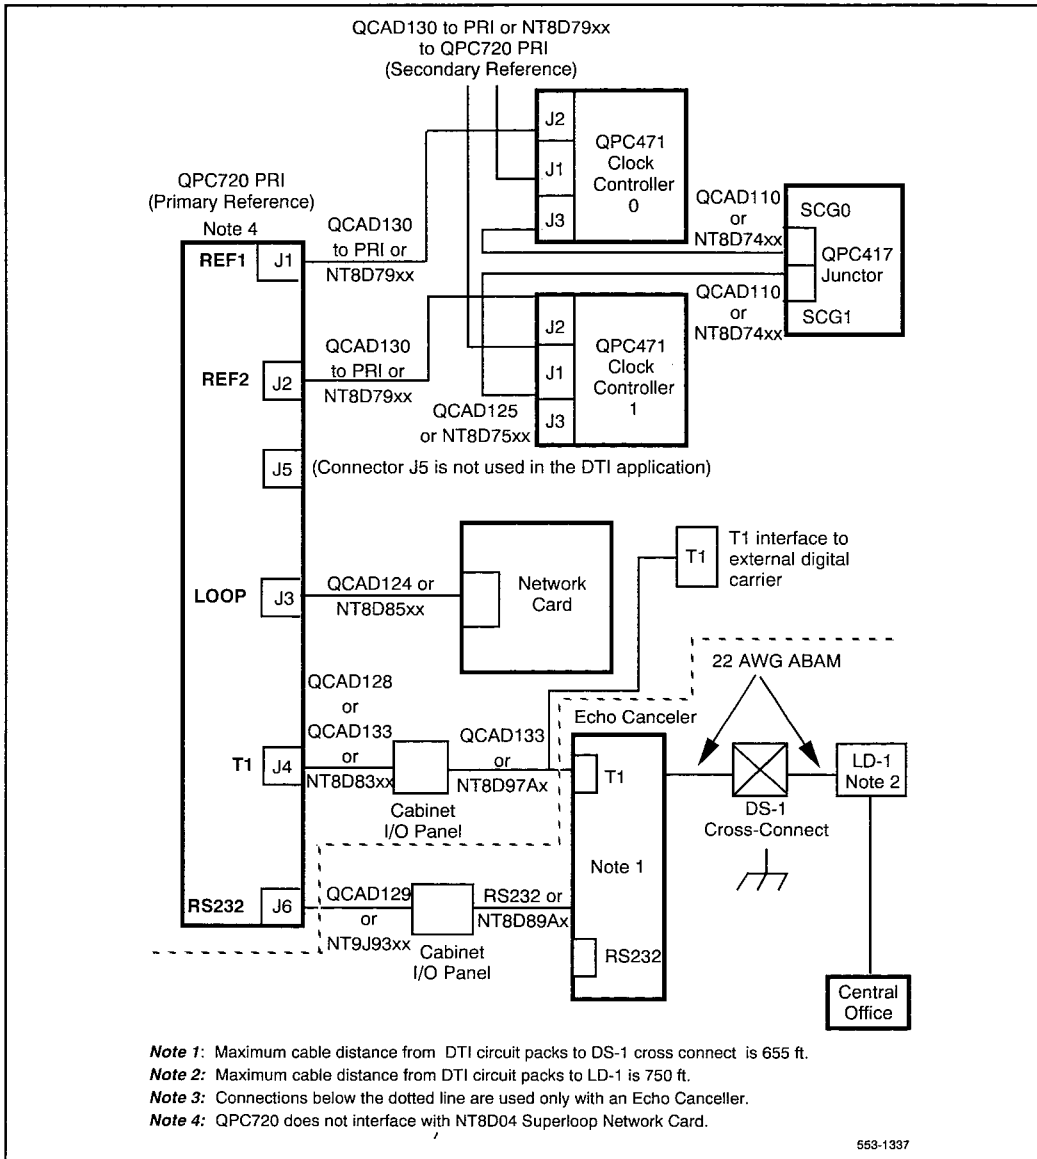 QCAD130 to PRI or NT8D79xx
to QPC720 PRI
(Secondary Reference)
J2
J1
J3
QPC471
Clock
Controller
0
QPC720 PRI
(Primary Reference)
Note 4
QCAD130
to PRI or
NT8D79xx
REF1
J1
QCAD110
or
NT8D74xx
SCG0
QPC417
Junctor
SCG1
QCAD110
or
NT8D74xx
J2
J1
J3
QPC471
Clock
Controller
1
REF2
J2
QCAD130
to PRI or
NT8D79xx
QCAD125
or NT8D75xx
J5
(Connector J5 is not used in the DTI application)
T1
T1 interface to
external digital
carrier
LOOP
J3
QCAD124 or
NT8D85xx
Network
Card
22 AWG ABAM
QCAD128
or
QCAD133
or
NT8D83xx
T1
J4
Cabinet
I/O Panel
QCAD133
or
NT8D97Ax
Echo Canceler
T1
Note 1
RS232
DS-1
Cross-Connect
LD-1
Note 2
RS232
J6
QCAD129
or
NT9J93xx
Cabinet
I/O Panel
RS232 or
NT8D89Ax
Central
Office
Note 1: Maximum cable distance from DTI circuit packs to DS-1 cross connect is 655 ft.
Note 2: Maximum cable distance from DTI circuit packs to LD-1 is 750 ft.
Note 3: Connections below the dotted line are used only with an Echo Canceller.
Note 4: QPC720 does not interface with NT8D04 Superloop Network Card.
553-1337